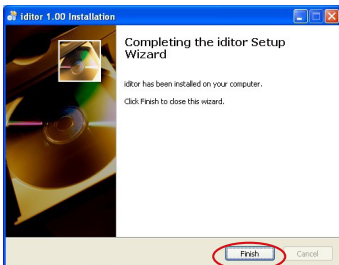 iditor 1.00 Installation
Completing the iditor Setup
Wizard
iditor has been installed on your computer.
Click Finish to close this wizard.
Finish
Cancel